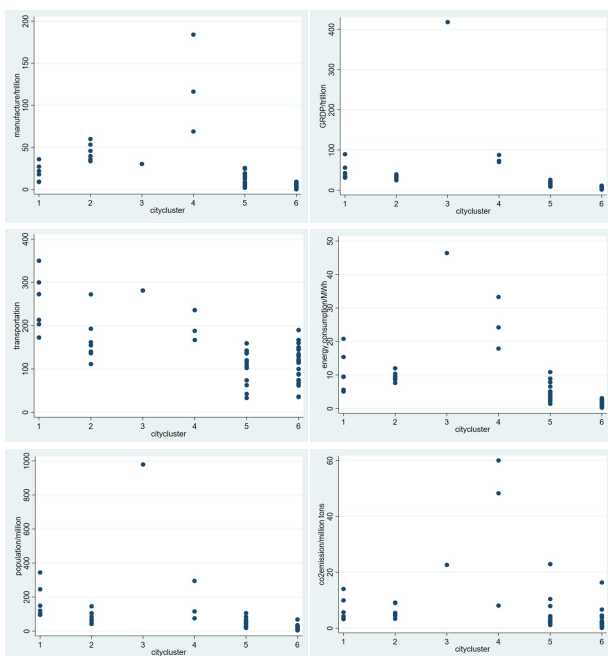 manufacture/trillion
200
150
100
50
0
1 2 3 4 5 6
citycluster
GRDP/trillion
400
300
200
100
0
1 2 3 4 5 6
citycluster
transportation
400
300
200
100
0
1 2 3 4 5 6
citycluster
energy consumption/MWh
50
40
30
20
10
0
1 2 3 4 5 6
citycluster
population/million
1000
800
600
400
200
0
1 2 3 4 5 6
citycluster
co2emission/million tons
60
40
20
0
1 2 3 4 5 6
citycluster